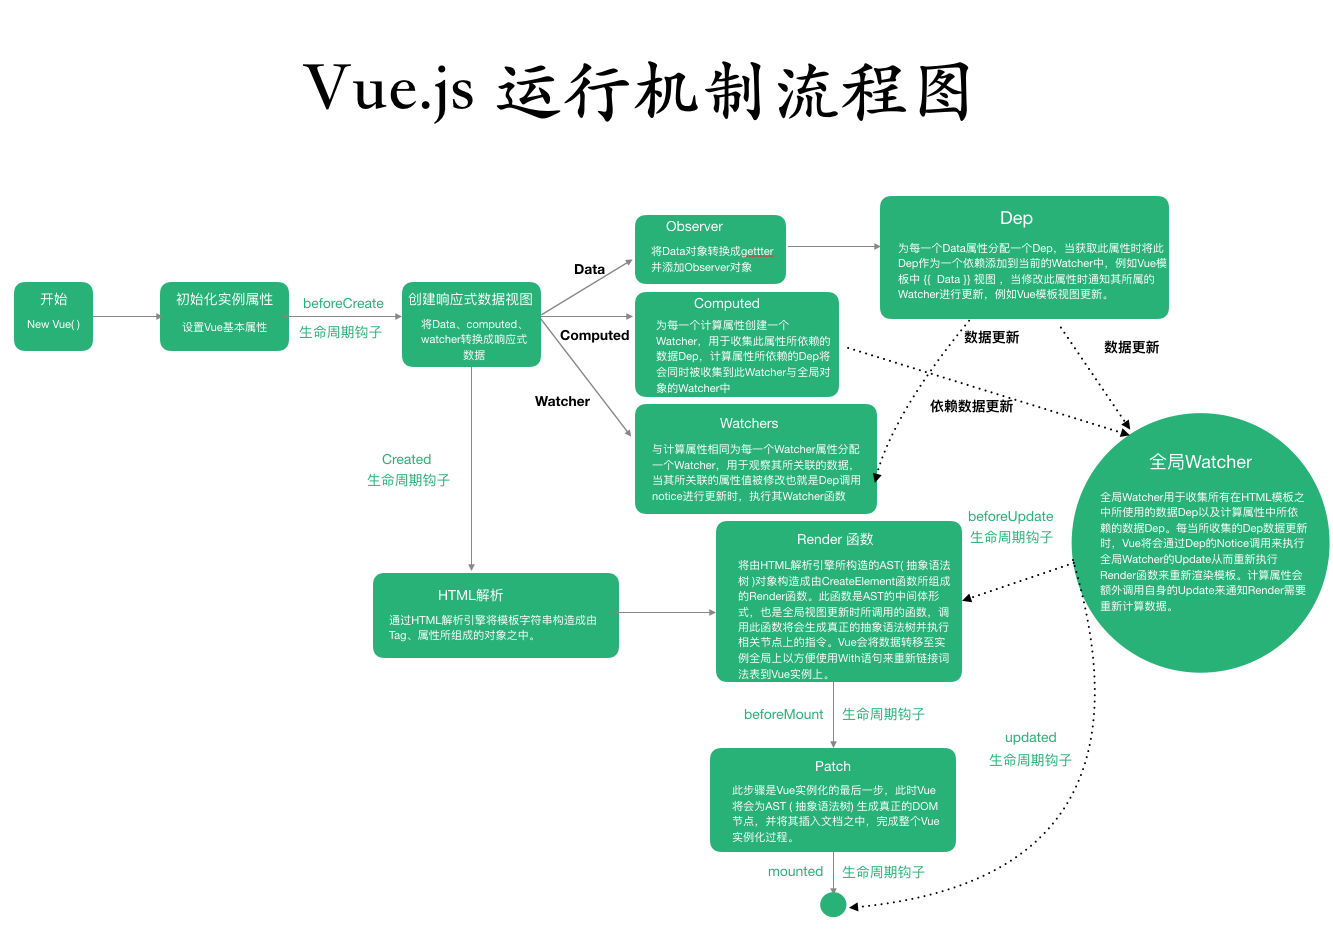 Vue.js 运行机制流程图
开始
New Vue( )
初始化实例属性
设置Vue基本属性
beforeCreate
生命周期钩子
创建响应式数据视图
将Data、computed、
watcher转换成响应式
数据
Data
Computed
Watcher
Observer
将Data对象转换成gettter
并添加Observer对象
Dep
为每一个Data属性分配一个Dep，当获取此属性时将此
Dep作为一个依赖添加到当前的Watcher中，例如Vue模
板中 {{ Data }} 视图 ，当修改此属性时通知其所属的
Watcher进行更新，例如Vue模板视图更新。
Computed
为每一个计算属性创建一个
Watcher，用于收集此属性所依赖的
数据Dep，计算属性所依赖的Dep将
会同时被收集到此Watcher与全局对
象的Watcher中
数据更新
数据更新
依赖数据更新
Watchers
与计算属性相同为每一个Watcher属性分配
一个Watcher，用于观察其所关联的数据，
当其所关联的属性值被修改也就是Dep调用
notice进行更新时，执行其Watcher函数
全局Watcher
全局Watcher用于收集所有在HTML模板之
中所使用的数据Dep以及计算属性中所依
赖的数据Dep。每当所收集的Dep数据更新
时，Vue将会通过Dep的Notice调用来执行
全局Watcher的Update从而重新执行
Render函数来重新渲染模板。计算属性会
额外调用自身的Update来通知Render需要
重新计算数据。
Created
生命周期钩子
beforeUpdate
生命周期钩子
HTML解析
通过HTML解析引擎将模板字符串构造成由
Tag、属性所组成的对象之中。
Render 函数
将由HTML解析引擎所构造的AST( 抽象语法
树 )对象构造成由CreateElement函数所组成
的Render函数。此函数是AST的中间体形
式，也是全局视图更新时所调用的函数，调
用此函数将会生成真正的抽象语法树并执行
相关节点上的指令。Vue会将数据转移至实
例全局上以方便使用With语句来重新链接词
法表到Vue实例上。
beforeMount 生命周期钩子
updated
生命周期钩子
Patch
此步骤是Vue实例化的最后一步，此时Vue
将会为AST ( 抽象语法树) 生成真正的DOM
节点，并将其插入文档之中，完成整个Vue
实例化过程。
mounted 生命周期钩子